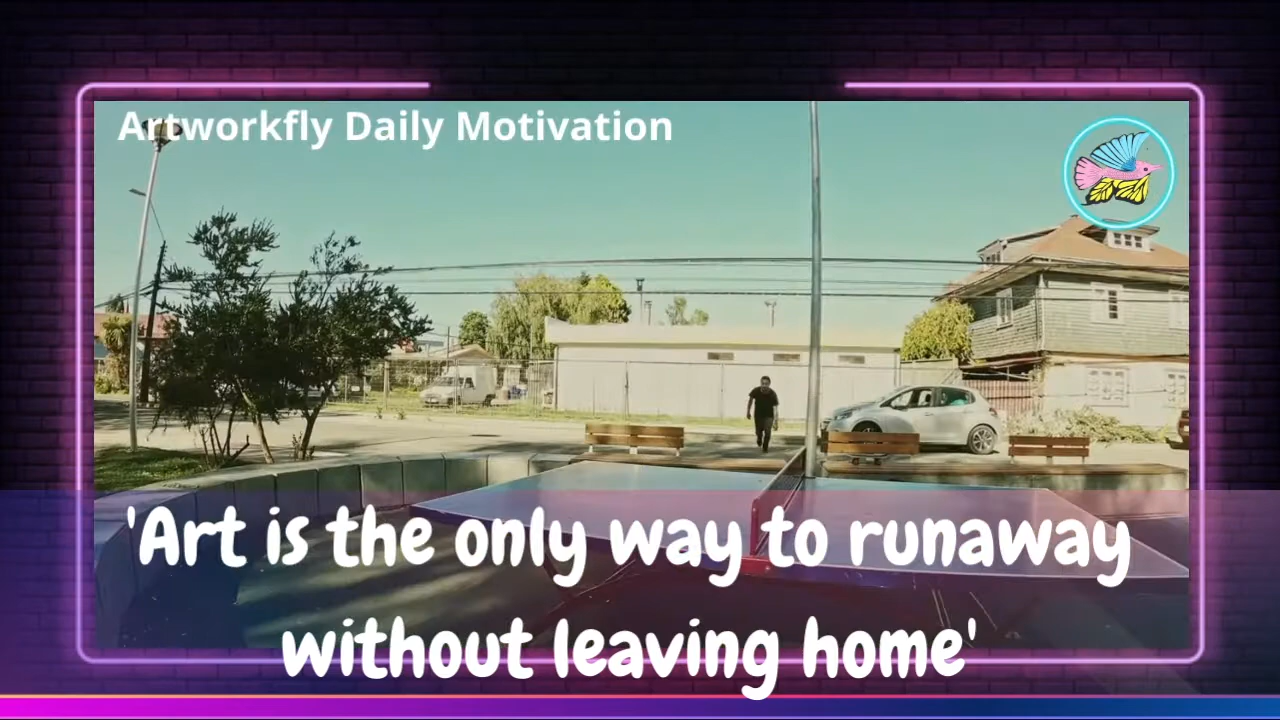 Artworkfly Daily Motivation
'Art is the only way to runaway
without leaving home'